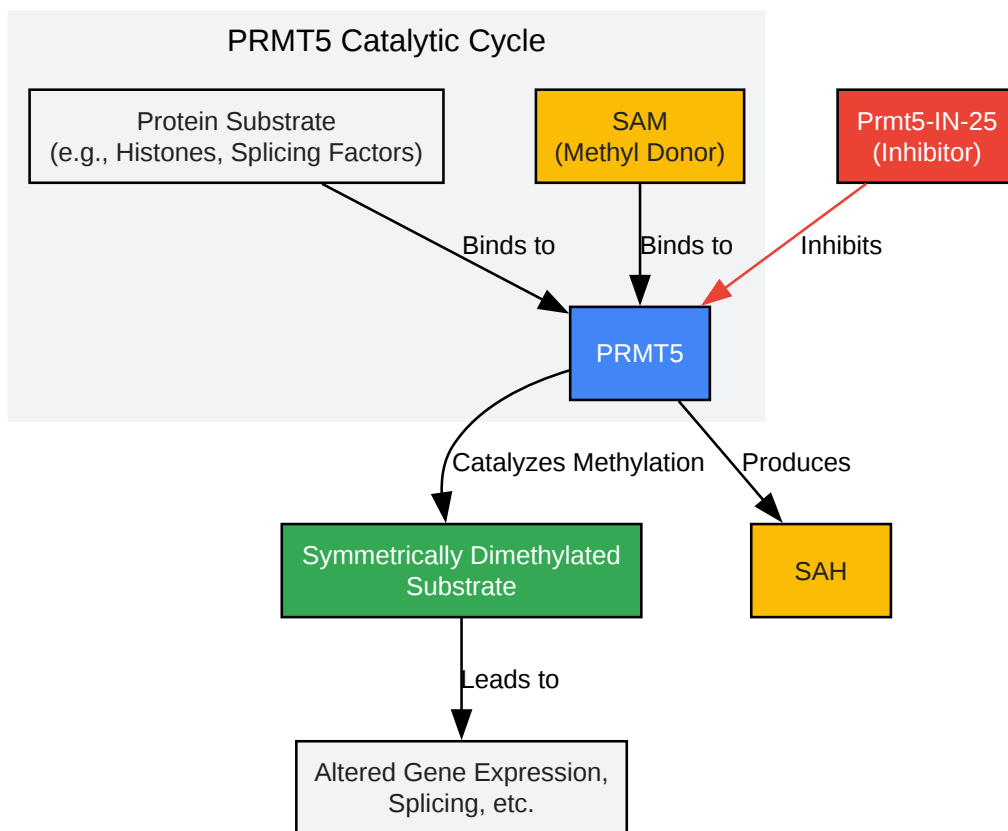 PRMT5 Catalytic Cycle
Protein Substrate
(e.g., Histones, Splicing Factors)
SAM
(Methyl Donor)
Prmt5-IN-25
(Inhibitor)
Binds to
Binds to
Inhibits
PRMT5
Catalyzes Methylation
Produces
Symmetrically Dimethylated
Substrate
SAH
Leads to
Altered Gene Expression,
Splicing, etc.